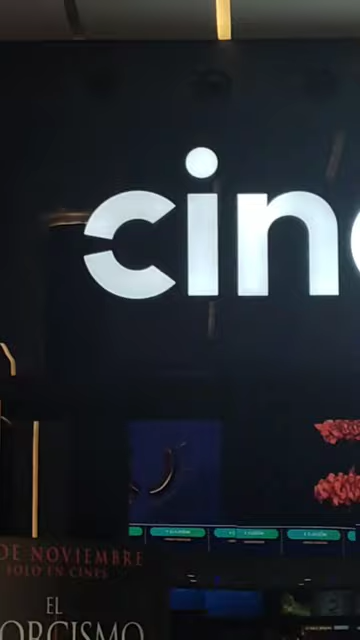 cin
DE NOVIEMBRE
SOLO EN CINES
EL
ORCISMO